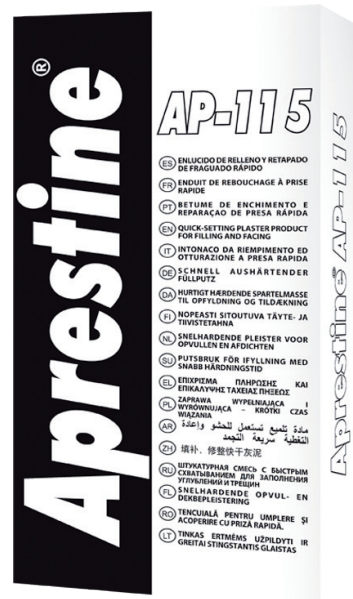 Aprestine®
AP-115
ES ENLUCIDO DE RELLENO Y RETAPADO
DE FRAGUADO RÁPIDO
FR ENDUIT DE REBOUCHAGE À PRISE
RAPIDE
PT BETUME DE ENCHIMENTO E
REPARAÇAO DE PRESA RÁPIDA
EN QUICK-SETTING PLASTER PRODUCT
FOR FILLING AND FACING
IT INTONACO DA RIEMPIMENTO ED
OTTURAZIONE A PRESA RAPIDA
DE SCHNELL AUSHÄRTENDER
FÜLLPUTZ
DA HURTIGT HÆRDENDE SPARTELMASSE
TIL OPFYLDNING OG TILDÆKNING
FI NOPEASTI SITOUTUVA TÄYTE- JA
TIIVISTETAHNA
NL SNELHARDENDE PLEISTER VOOR
OPVULLEN EN AFDICHTEN
SU PUTSBRUK FÖR IFYLLNING MED
SNABB HÄRDNINGSTID
EL ΕΠΙΧΡΙΣΜΑ ΠΛΗΡΩΣΗΣ ΚΑΙ
ΕΠΙΚΑΛΥΨΗΣ ΤΑΧΕΙΑΣ ΠΗΞΕΩΣ
PL ZAPRAWA WYPEŁNIAJĄCA I
WYRÓWNUJĄCA – KRÓTKI CZAS
WIĄZANIA
AR مادة تلميع تستعمل للحشو وإعادة
التغطية سريعة التجمد
ZH 填补、修整快干灰泥
RU ШТУКАТУРНАЯ СМЕСЬ С БЫСТРЫМ
СХВАТЫВАНИЕМ ДЛЯ ЗАПОЛНЕНИЯ
УГЛУБЛЕНИЙ И ТРЕЩИН
FL SNELHARDENDE OPVUL- EN
DEKBEPLEISTERING
RO TENCUIALĂ PENTRU UMPLERE ȘI
ACOPERIRE CU PRIZĂ RAPIDĂ.
LT TINKAS ERTMĖMS UŽPILDYTI IR
GREITAI STINGSTANTIS GLAISTAS
Aprestine® AP-115